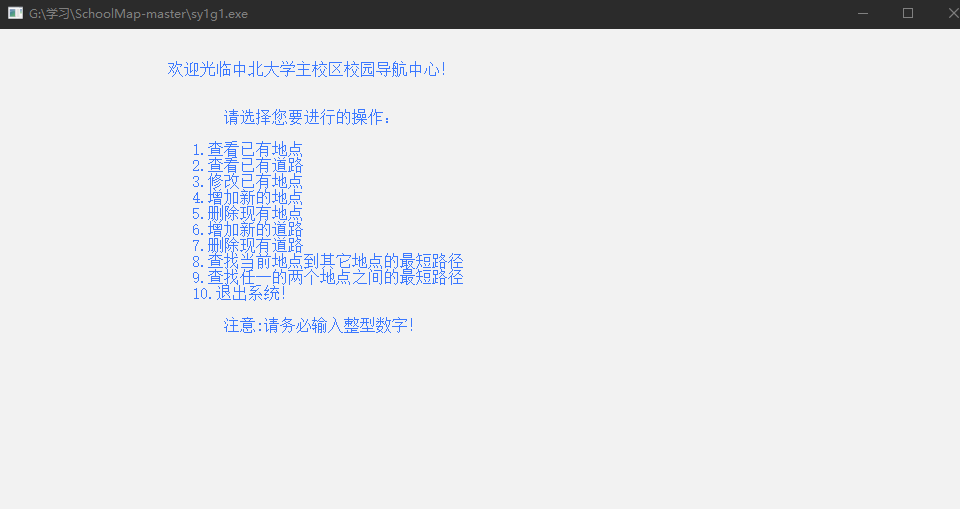 G:\学习\SchoolMap-master\sy1g1.exe
欢迎光临中北大学主校区校园导航中心!
请选择您要进行的操作:
1.查看已有地点
2.查看已有道路
3.修改已有地点
4.增加新的地点
5.删除现有地点
6.增加新的道路
7.删除现有道路
8.查找当前地点到其它地点的最短路径
9.查找任一的两个地点之间的最短路径
10.退出系统!
注意:请务必输入整型数字!